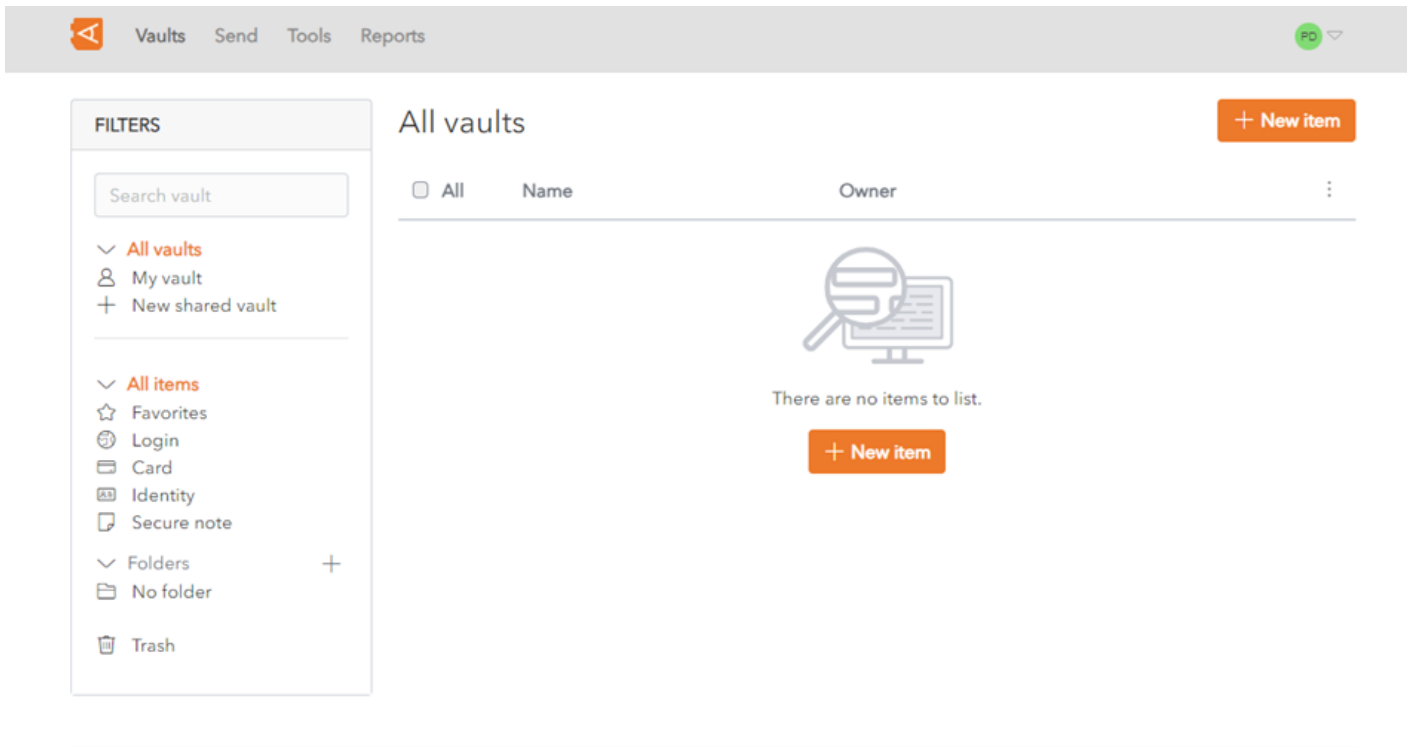 Vaults Send Tools Reports PD
FILTERS
Search vault
All vaults
My vault
New shared vault
All items
Favorites
Login
Card
Identity
Secure note
Folders
No folder
Trash
All vaults
+ New item
All Name Owner
There are no items to list.
+ New item